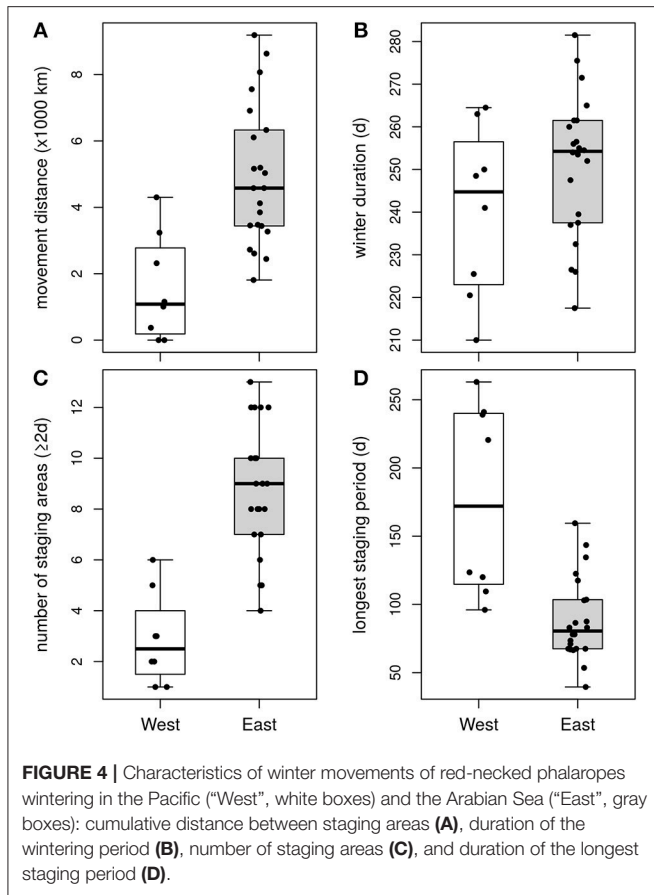 A
B
movement distance (x1000 km)
0 2 4 6 8
winter duration (d)
210 220 230 240 250 260 270 280
C
D
number of staging areas (≥2d)
2 4 6 8 10 12
longest staging period (d)
50 100 150 200 250
West East
West East
FIGURE 4 | Characteristics of winter movements of red-necked phalaropes
wintering in the Pacific (“West”, white boxes) and the Arabian Sea (“East”, gray
boxes): cumulative distance between staging areas (A), duration of the
wintering period (B), number of staging areas (C), and duration of the longest
staging period (D).